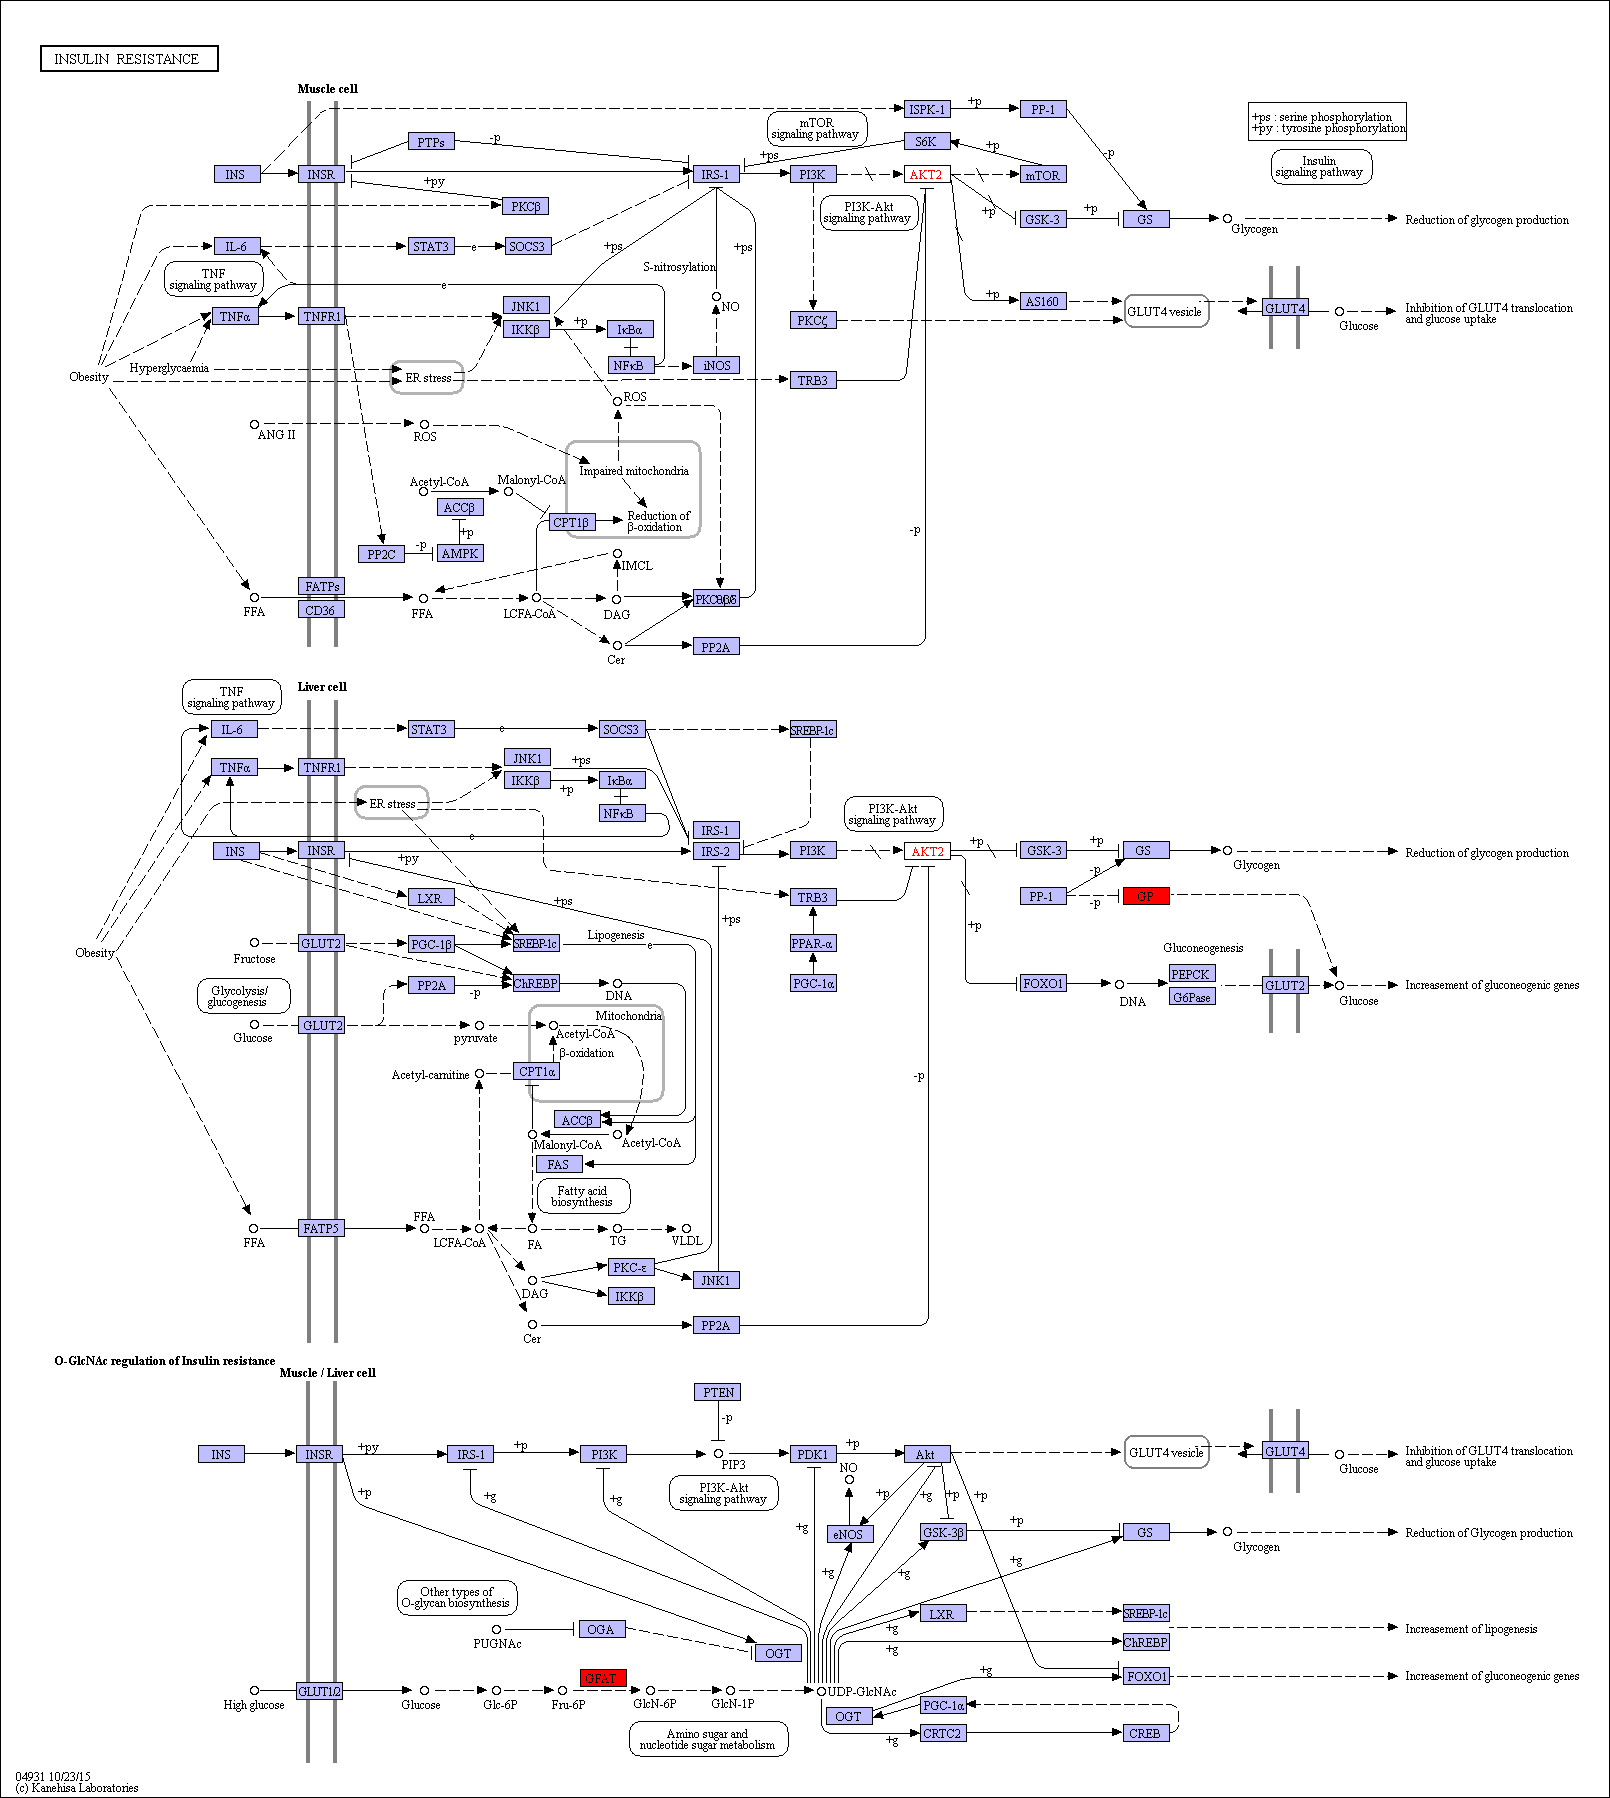 INSULIN RESISTANCE
Muscle cell
ISPK-1
+p
PP-1
+ps : serine phosphorylation
+py : tyrosine phosphorylation
mTOR
signaling pathway
PTPs
-p
S6K
+p
-p
Insulin
signaling pathway
INS
INSR
IRS-1
+ps
PI3K
AKT2
mTOR
+py
PKCβ
PI3K-Akt
signaling pathway
+p
GSK-3
+p
GS
Glycogen
Reduction of glycogen production
IL-6
STAT3
e
SOCS3
+ps
+ps
TNF
signaling pathway
S-nitrosylation
e
NO
+p
AS160
GLUT4 vesicle
GLUT4
Glucose
Inhibition of GLUT4 translocation
and glucose uptake
TNFα
TNFR1
JNK1
IKKβ
+p
IκBα
PKCζ
NFκB
iNOS
Hyperglycaemia
Obesity
ER stress
TRB3
ROS
ANG II
ROS
Impaired mitochondria
Acetyl-CoA
Malonyl-CoA
ACCβ
CPT1β
Reduction of
β-oxidation
+p
-p
PP2C
-p
AMPK
IMCL
FATPs
FFA
CD36
FFA
LCFA-CoA
DAG
Cer
PP2A
Liver cell
TNF
signaling pathway
IL-6
STAT3
e
SOCS3
SREBP-1c
TNFα
TNFR1
JNK1
+ps
IKKβ
+p
IκBα
ER stress
NFκB
PI3K-Akt
signaling pathway
e
IRS-1
INS
INSR
+py
IRS-2
PI3K
AKT2
+p
GSK-3
+p
GS
Glycogen
Reduction of glycogen production
-p
LXR
+ps
+ps
TRB3
PP-1
-p
GP
+p
Obesity
Fructose
GLUT2
PGC-1β
SREBP-1c
Lipogenesis
e
PPAR-α
Gluconeogenesis
Glycolysis/
glucogenesis
PP2A
-p
ChREBP
DNA
PGC-1α
FOXO1
DNA
PEPCK
G6Pase
GLUT2
Glucose
Increasement of gluconeogenic genes
Glucose
GLUT2
pyruvate
Mitochondria
Acetyl-CoA
β-oxidation
Acetyl-carnitine
CPT1α
-p
ACCβ
Malonyl-CoA
Acetyl-CoA
FAS
Fatty acid
biosynthesis
FFA
FATP5
FFA
LCFA-CoA
FA
TG
VLDL
PKC-ε
DAG
JNK1
IKKβ
Cer
PP2A
O-GlcNAc regulation of Insulin resistance
Muscle / Liver cell
PTEN
-p
INS
INSR
+py
IRS-1
+p
PI3K
PIP3
PDK1
+p
Akt
GLUT4 vesicle
GLUT4
Glucose
Inhibition of GLUT4 translocation
and glucose uptake
NO
PI3K-Akt
signaling pathway
+p
+g
+g
+p
+g
+p
+p
+g
eNOS
GSK-3β
+p
GS
Glycogen
Reduction of Glycogen production
+g
+g
+g
Other types of
O-glycan biosynthesis
LXR
SREBP-1c
+g
Increasement of lipogenesis
PUGNAc
OGA
OGT
+g
ChREBP
+g
FOXO1
Increasement of gluconeogenic genes
High glucose
GLUT1/2
Glucose
Glc-6P
Fru-6P
GFAT
GlcN-6P
GlcN-1P
UDP-GlcNAc
OGT
PGC-1α
+g
CRTC2
CREB
Amino sugar and
nucleotide sugar metabolism
04931 10/23/15
(c) Kanehisa Laboratories